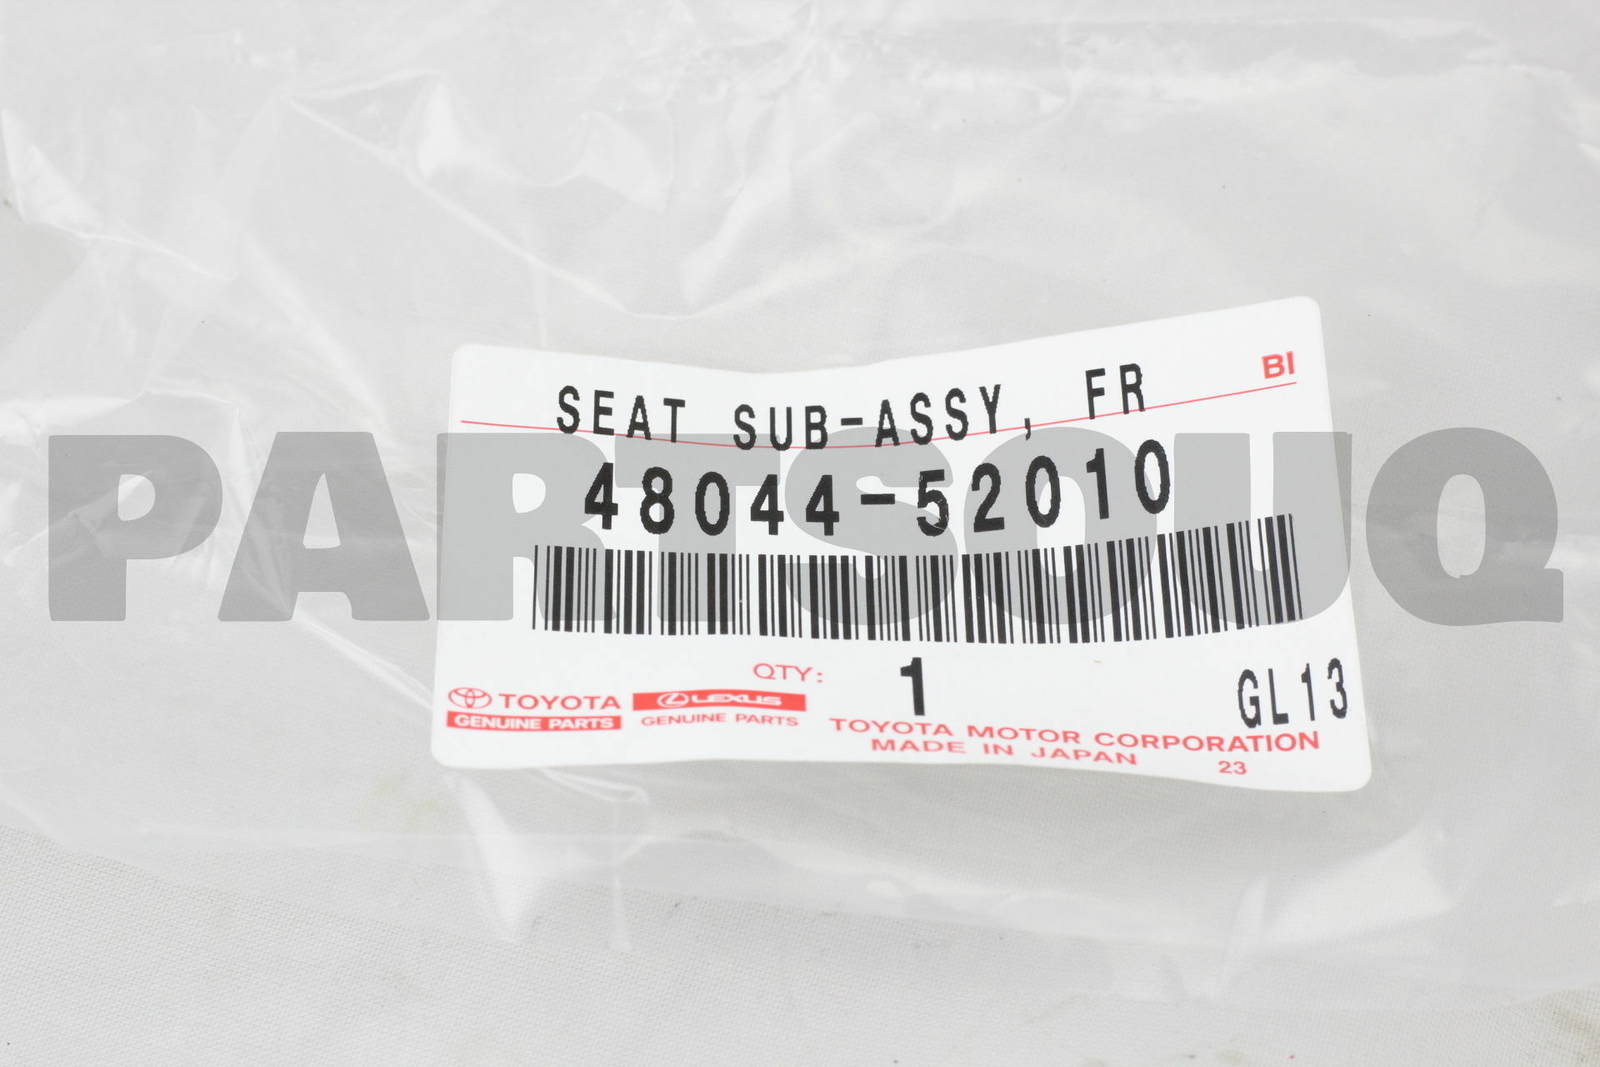 BI
SEAT SUB-ASSY, FR
48044-52010
PARTSOUQ
QTY: 1
GL13
TOYOTA
GENUINE PARTS
LEXUS
GENUINE PARTS
TOYOTA MOTOR CORPORATION
MADE IN JAPAN
23